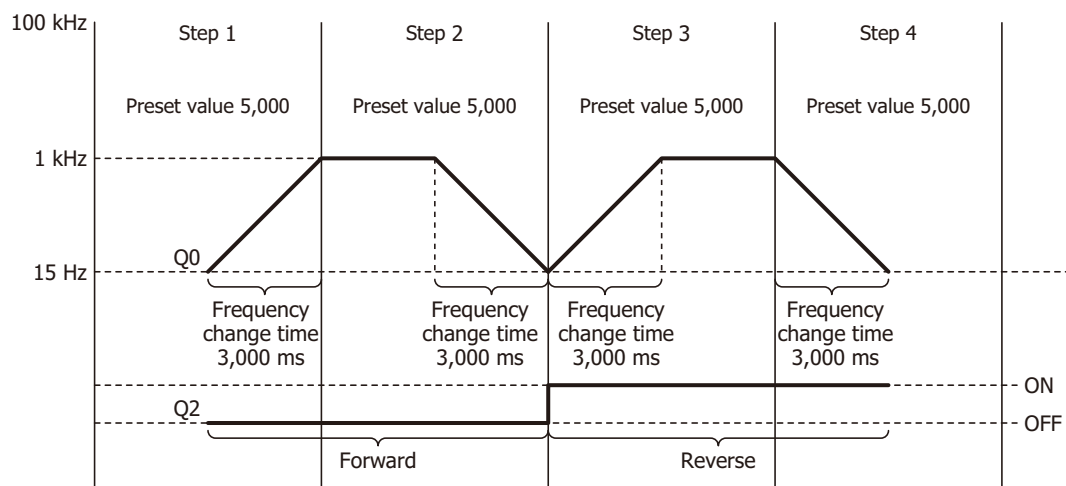 100 kHz
Step 1
Step 2
Step 3
Step 4
Preset value 5,000
Preset value 5,000
Preset value 5,000
Preset value 5,000
1 kHz
Q0
15 Hz
Frequency
change time
3,000 ms
Frequency
change time
3,000 ms
Frequency
change time
3,000 ms
Frequency
change time
3,000 ms
ON
Q2
OFF
Forward
Reverse